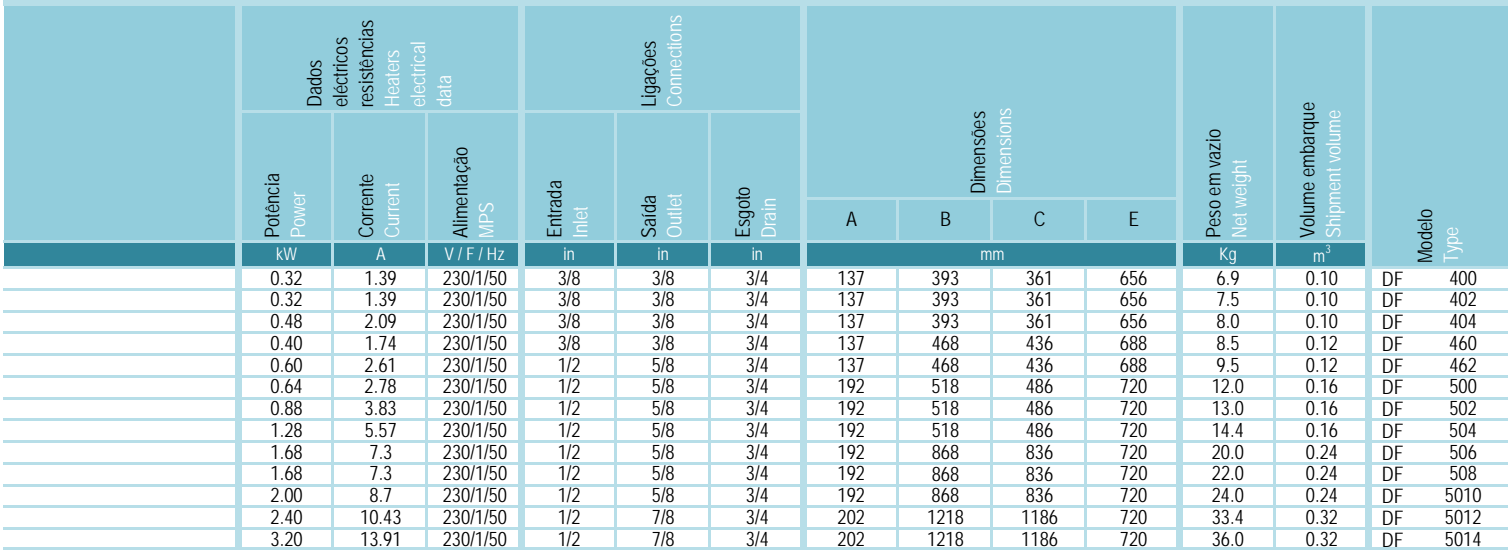 Dados
eléctricos
resistências
Heaters
electrical
data
Ligações
Connections
Dimensões
Dimensions
Peso em vazio
Net weight
Volume embarque
Shipment volume
Modelo
Type
Potência
Power
Corrente
Current
Alimentação
MPS
Entrada
Inlet
Saída
Outlet
Esgoto
Drain
A B C E
kW A V / F / Hz in in in mm Kg m³
0.32 1.39 230/1/50 3/8 3/8 3/4 137 393 361 656 6.9 0.10 DF 400
0.32 1.39 230/1/50 3/8 3/8 3/4 137 393 361 656 7.5 0.10 DF 402
0.48 2.09 230/1/50 3/8 3/8 3/4 137 393 361 656 8.0 0.10 DF 404
0.40 1.74 230/1/50 3/8 3/8 3/4 137 468 436 688 8.5 0.12 DF 460
0.60 2.61 230/1/50 1/2 5/8 3/4 137 468 436 688 9.5 0.12 DF 462
0.64 2.78 230/1/50 1/2 5/8 3/4 192 518 486 720 12.0 0.16 DF 500
0.88 3.83 230/1/50 1/2 5/8 3/4 192 518 486 720 13.0 0.16 DF 502
1.28 5.57 230/1/50 1/2 5/8 3/4 192 518 486 720 14.4 0.16 DF 504
1.68 7.3 230/1/50 1/2 5/8 3/4 192 868 836 720 20.0 0.24 DF 506
1.68 7.3 230/1/50 1/2 5/8 3/4 192 868 836 720 22.0 0.24 DF 508
2.00 8.7 230/1/50 1/2 5/8 3/4 192 868 836 720 24.0 0.24 DF 5010
2.40 10.43 230/1/50 1/2 7/8 3/4 202 1218 1186 720 33.4 0.32 DF 5012
3.20 13.91 230/1/50 1/2 7/8 3/4 202 1218 1186 720 36.0 0.32 DF 5014